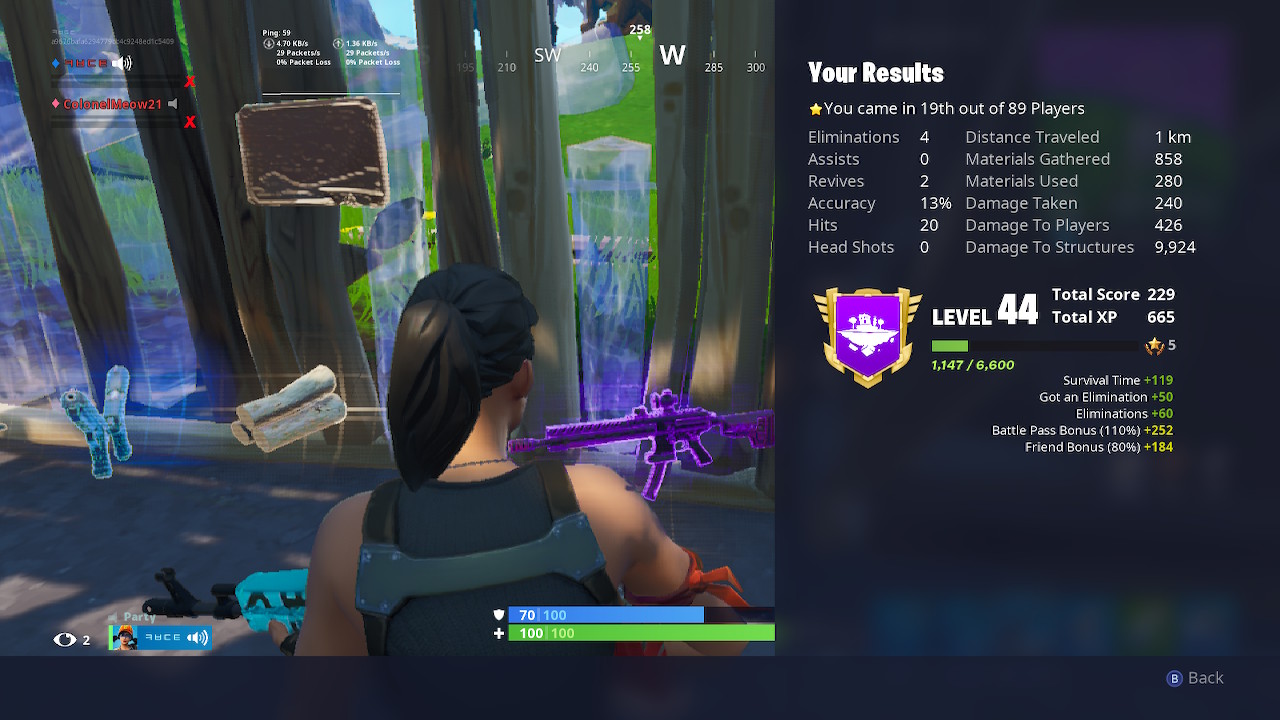 Ping: 59
4.70 KB/s 1.36 KB/s
29 Packets/s 29 Packets/s
0% Packet Loss 0% Packet Loss
258
195 210 SW 240 255 W 285 300
X
ColonelMeow21
X
Party
2
70 | 100
100 | 100
Your Results
You came in 19th out of 89 Players
Eliminations 4 Distance Traveled 1 km
Assists 0 Materials Gathered 858
Revives 2 Materials Used 280
Accuracy 13% Damage Taken 240
Hits 20 Damage To Players 426
Head Shots 0 Damage To Structures 9,924
LEVEL 44
Total Score 229
Total XP 665
5
1,147 / 6,600
Survival Time +119
Got an Elimination +50
Eliminations +60
Battle Pass Bonus (110%) +252
Friend Bonus (80%) +184
B Back